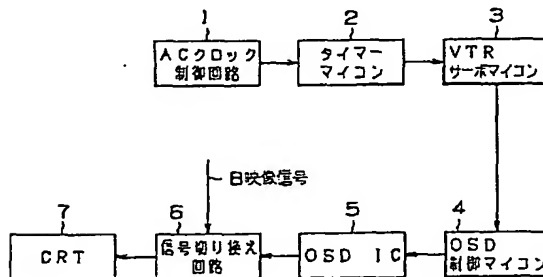 1
ACクロック
制御回路
2
タイマー
マイコン
3
VTR
サーボマイコン
日映像信号
7
CRT
6
信号切り換え
回路
5
OSD IC
4
OSD
制御マイコン